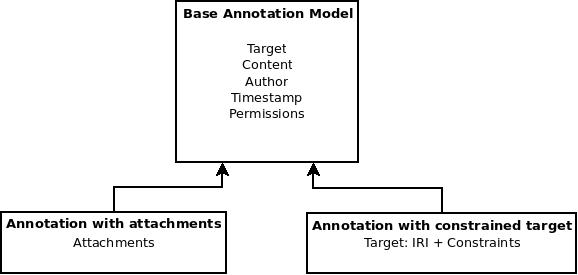 Base Annotation Model
Target
Content
Author
Timestamp
Permissions
Annotation with attachments
Attachments
Annotation with constrained target
Target: IRI + Constraints